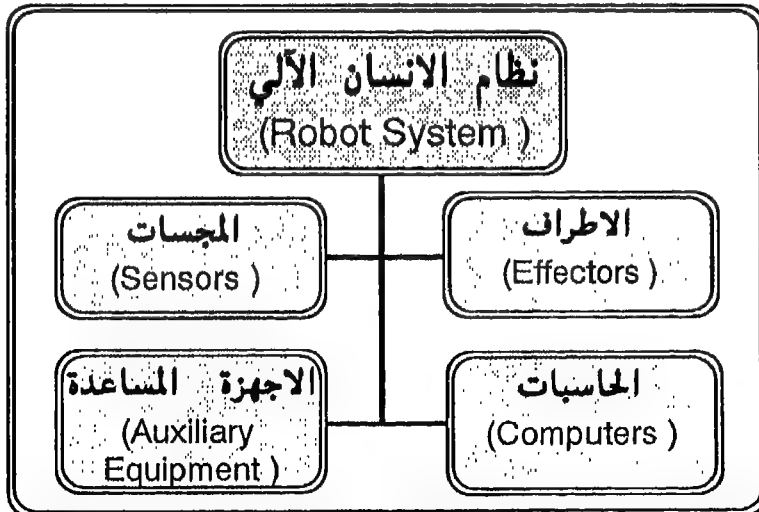 نظام الانسان الآلي
(Robot System )
الاطراف
(Effectors )
المجسات
(Sensors )
الحاسبات
(Computers )
الاجهزة المساعدة
(Auxiliary
Equipment )